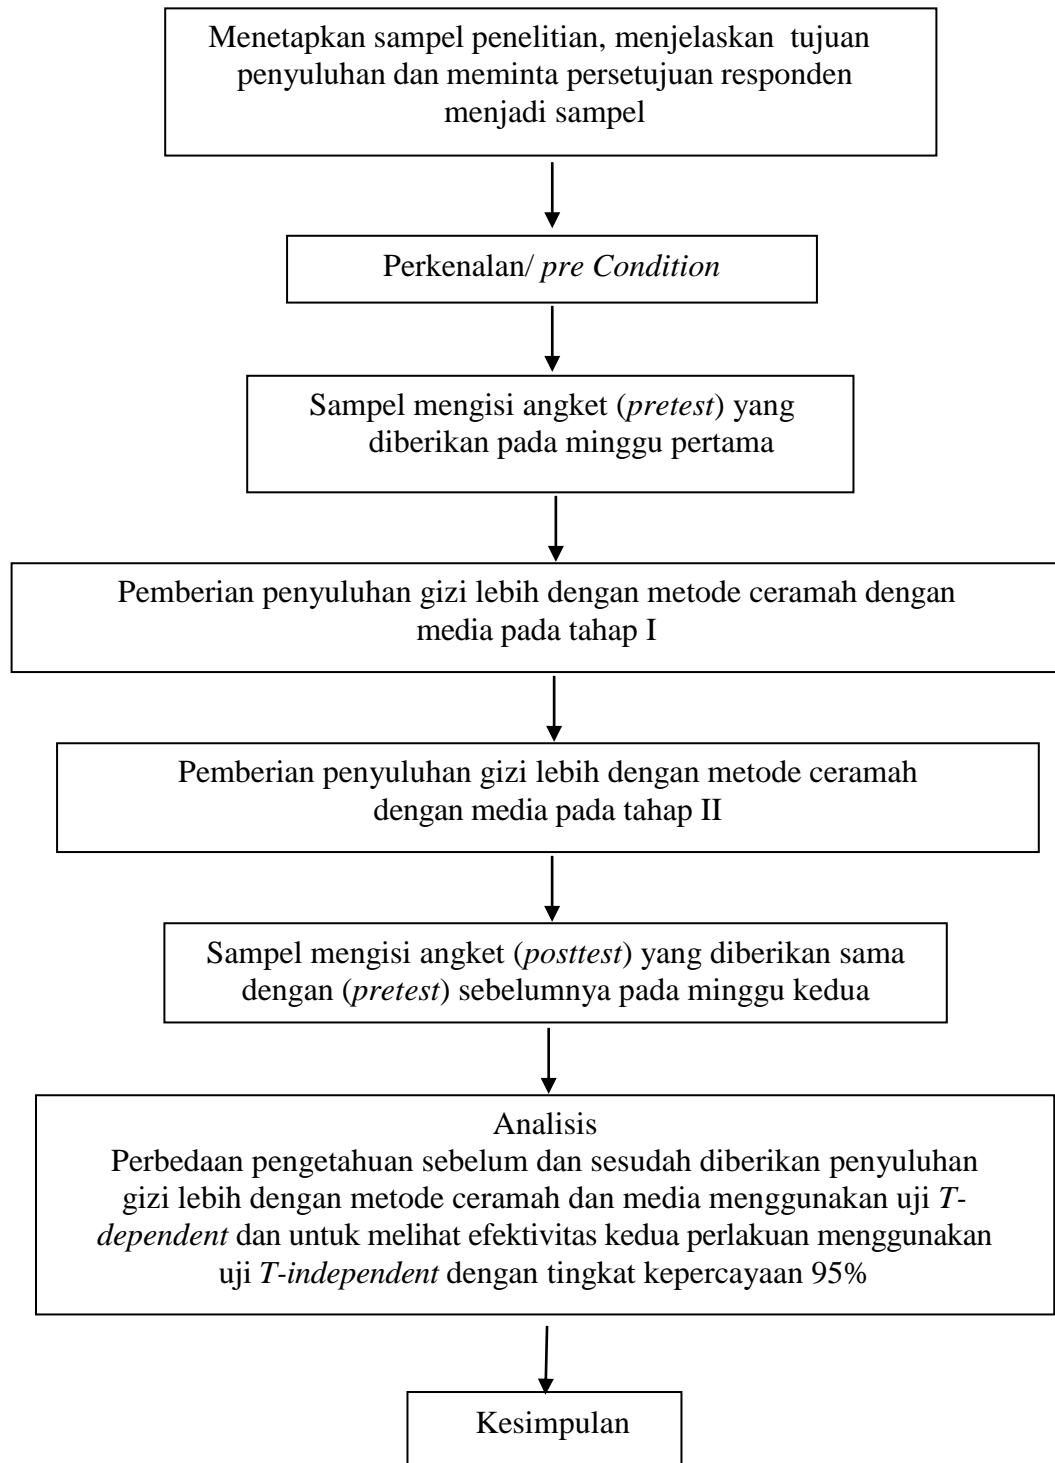 Menetapkan sampel penelitian, menjelaskan tujuan
penyuluhan dan meminta persetujuan responden
menjadi sampel
Perkenalan/ pre Condition
Sampel mengisi angket (pretest) yang
diberikan pada minggu pertama
Pemberian penyuluhan gizi lebih dengan metode ceramah dengan
media pada tahap I
Pemberian penyuluhan gizi lebih dengan metode ceramah
dengan media pada tahap II
Sampel mengisi angket (posttest) yang diberikan sama
dengan (pretest) sebelumnya pada minggu kedua
Analisis
Perbedaan pengetahuan sebelum dan sesudah diberikan penyuluhan
gizi lebih dengan metode ceramah dan media menggunakan uji T-
dependent dan untuk melihat efektivitas kedua perlakuan menggunakan
uji T-independent dengan tingkat kepercayaan 95%
Kesimpulan